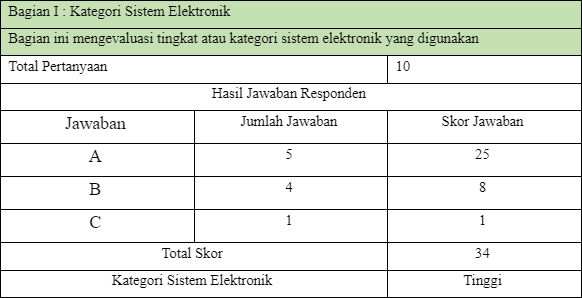 Bagian I : Kategori Sistem Elektronik
Bagian ini mengevaluasi tingkat atau kategori sistem elektronik yang digunakan
Total Pertanyaan 10
Hasil Jawaban Responden
Jawaban Jumlah Jawaban Skor Jawaban
A 5 25
B 4 8
C 1 1
Total Skor 34
Kategori Sistem Elektronik Tinggi